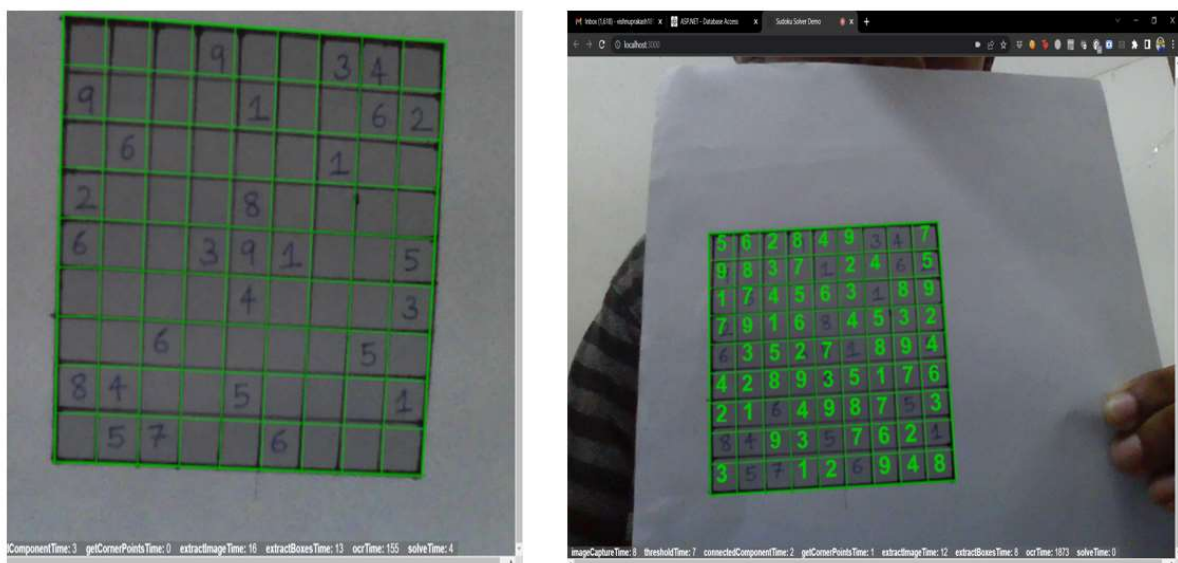 9 3 4
9 1 6 2
6 1
2 8
6 3 9 1 5
4 3
6 5
8 4 5 1
5 7 6
dComponentTime: 3 getCornerPointsTime: 0 extractImageTime: 16 extractBoxesTime: 13 ocrTime: 155 solveTime: 4
ASP.NET - Database Access Sudoku Solver Demo
localhost:3000
5 6 2 8 4 9 3 4 7
9 8 3 7 1 2 4 6 5
1 7 4 5 6 3 1 8 9
7 9 1 6 8 4 5 3 2
6 3 5 2 7 1 8 9 4
4 2 8 9 3 5 1 7 6
2 1 6 4 9 8 7 5 3
8 4 9 3 5 7 6 2 1
3 5 7 1 2 6 9 4 8
imageCaptureTime: 8 thresholdTime: 7 connectedComponentTime: 2 getCornerPointsTime: 1 extractImageTime: 12 extractBoxesTime: 8 ocrTime: 1873 solveTime: 0